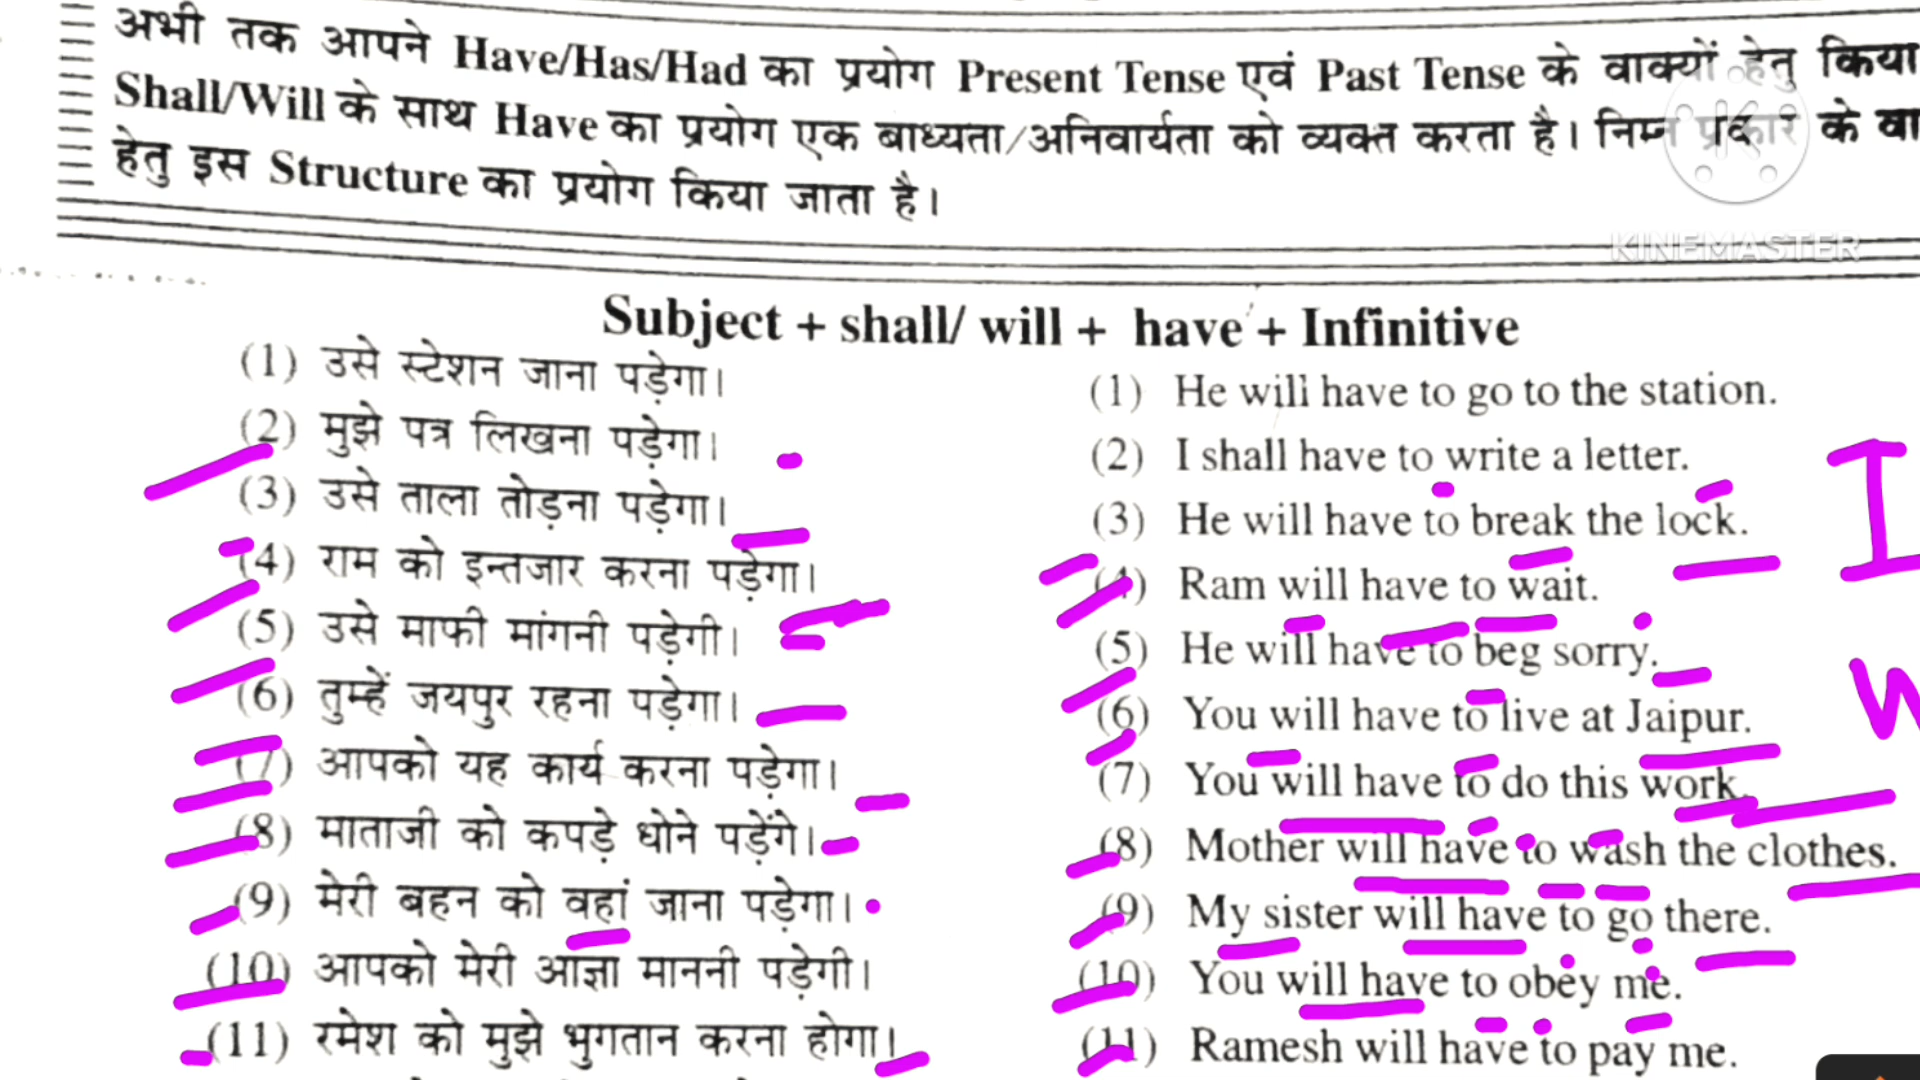 अभी तक आपने Have/Has/Had का प्रयोग Present Tense एवं Past Tense के वाक्यों हेतु किया
Shall/Will के साथ Have का प्रयोग एक बाध्यता/अनिवार्यता को व्यक्त करता है। निम्न प्रकार के वा
हेतु इस Structure का प्रयोग किया जाता है।
KINEMASTER
Subject + shall/ will + have + Infinitive
(1) उसे स्टेशन जाना पड़ेगा।
(1) He will have to go to the station.
(2) मुझे पत्र लिखना पड़ेगा।
(2) I shall have to write a letter.
(3) उसे ताला तोड़ना पड़ेगा।
(3) He will have to break the lock.
I
(4) राम को इन्तजार करना पड़ेगा।
(4) Ram will have to wait.
(5) उसे माफी मांगनी पड़ेगी।
(5) He will have to beg sorry.
(6) तुम्हें जयपुर रहना पड़ेगा।
(6) You will have to live at Jaipur.
(7) आपको यह कार्य करना पड़ेगा।
(7) You will have to do this work.
(8) माताजी को कपड़े धोने पड़ेंगे।
(8) Mother will have to wash the clothes.
(9) मेरी बहन को वहां जाना पड़ेगा।
(9) My sister will have to go there.
(10) आपको मेरी आज्ञा माननी पड़ेगी।
(10) You will have to obey me.
(11) रमेश को मुझे भुगतान करना होगा।
(11) Ramesh will have to pay me.